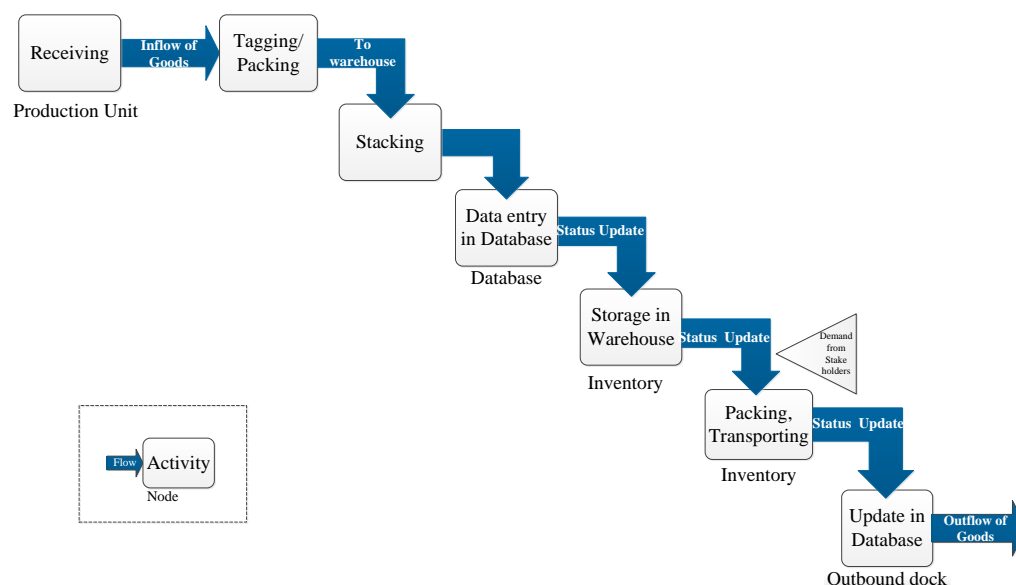 Receiving
Inflow of
Goods
Tagging/
Packing
To
warehouse
Production Unit
Stacking
Data entry
in Database
Status Update
Database
Storage in
Warehouse
Status Update
Demand
from
Stake
holders
Inventory
Packing,
Transporting
Status Update
Inventory
Flow
Activity
Node
Update in
Database
Outflow of
Goods
Outbound dock